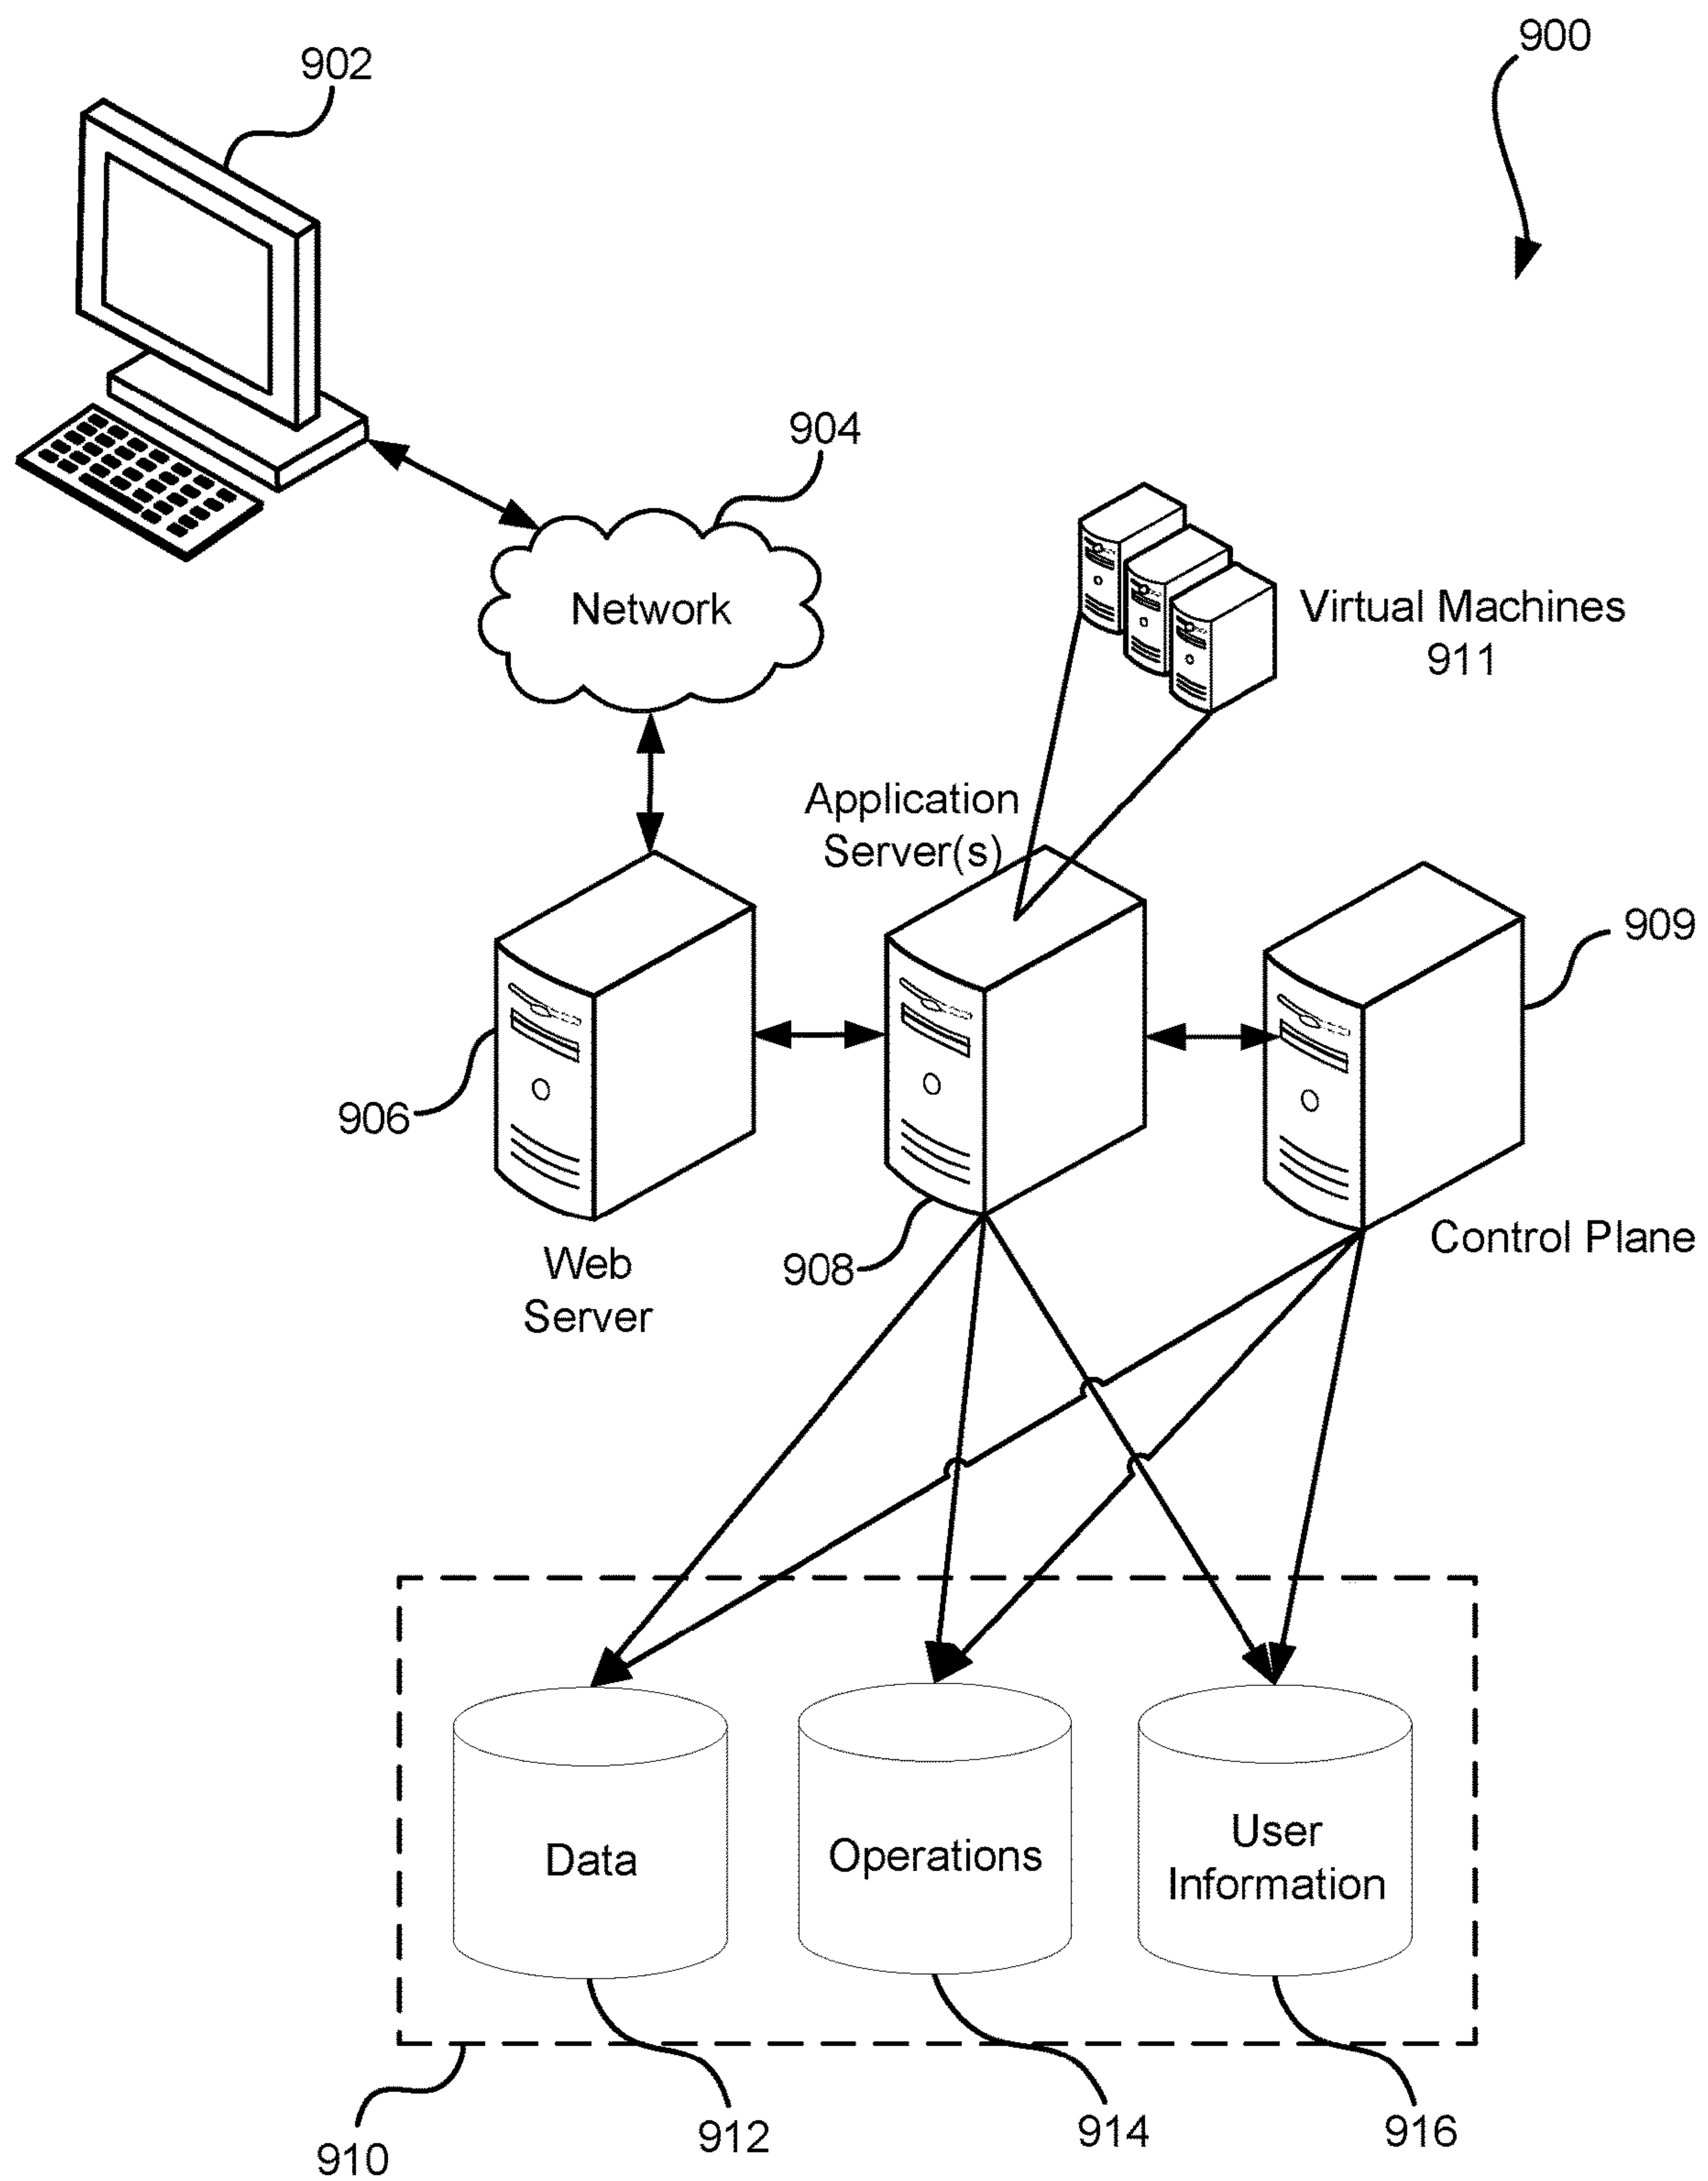 900
902
904
Network
Virtual Machines
911
Application
Server(s)
909
906
908
Web
Server
Control Plane
Data
Operations
User
Information
910
912
914
916